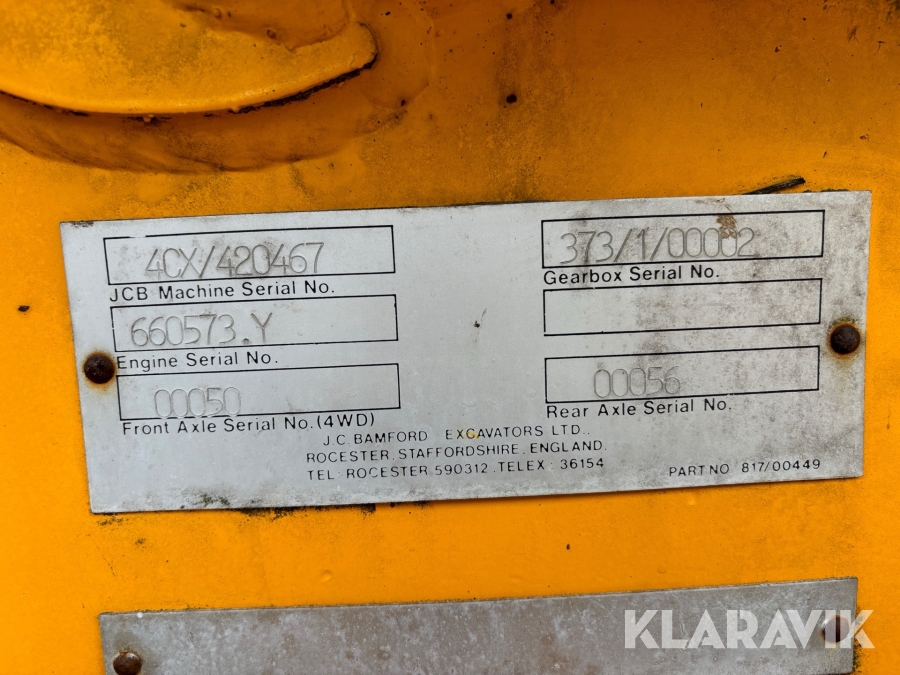 4CX/420467
JCB Machine Serial No.
660573.Y
Engine Serial No.
00050
Front Axle Serial No.(4WD)
373/1/00002
Gearbox Serial No.
00056
Rear Axle Serial No.
J.C.BAMFORD EXCAVATORS LTD.,
ROCESTER,STAFFORDSHIRE,ENGLAND.
TEL: ROCESTER 590312.TELEX: 36154
PART NO 817/00449
KLARAVIK